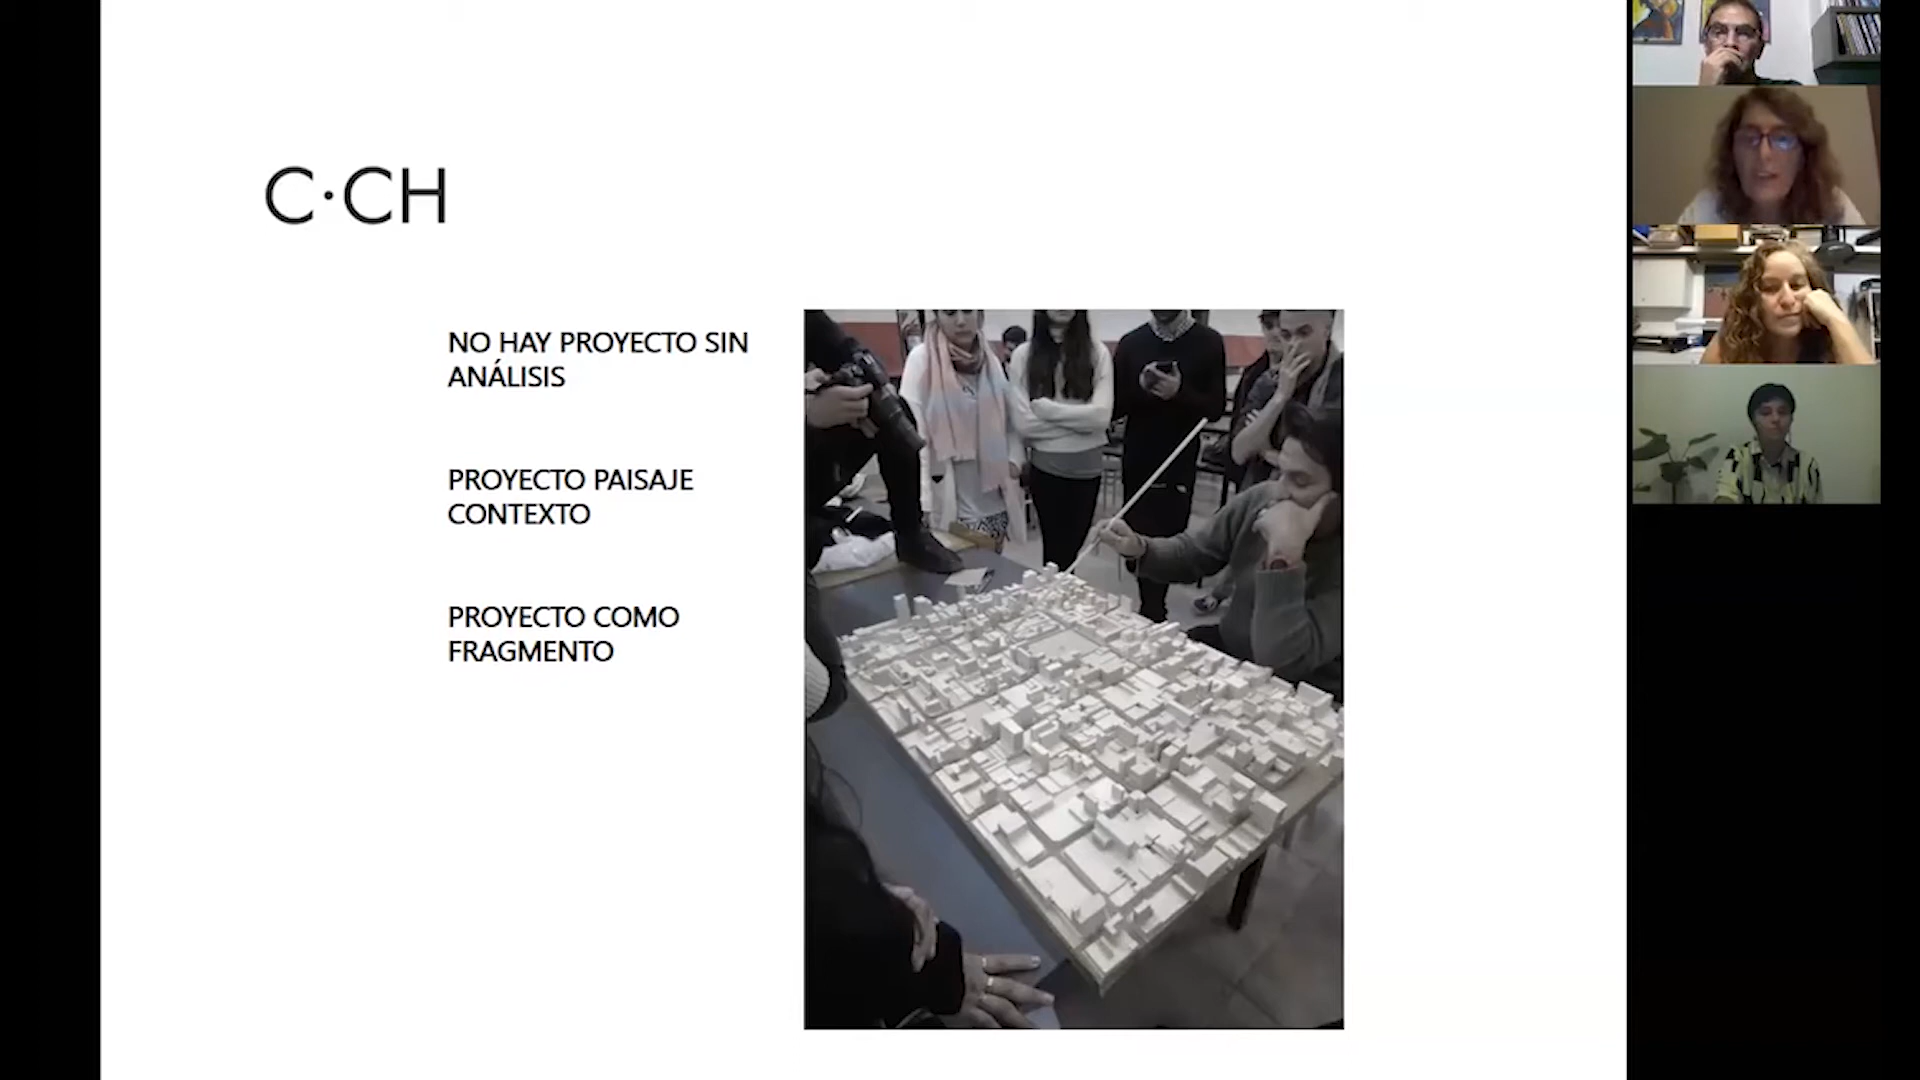 C·CH
NO HAY PROYECTO SIN
ANÁLISIS
PROYECTO PAISAJE
CONTEXTO
PROYECTO COMO
FRAGMENTO